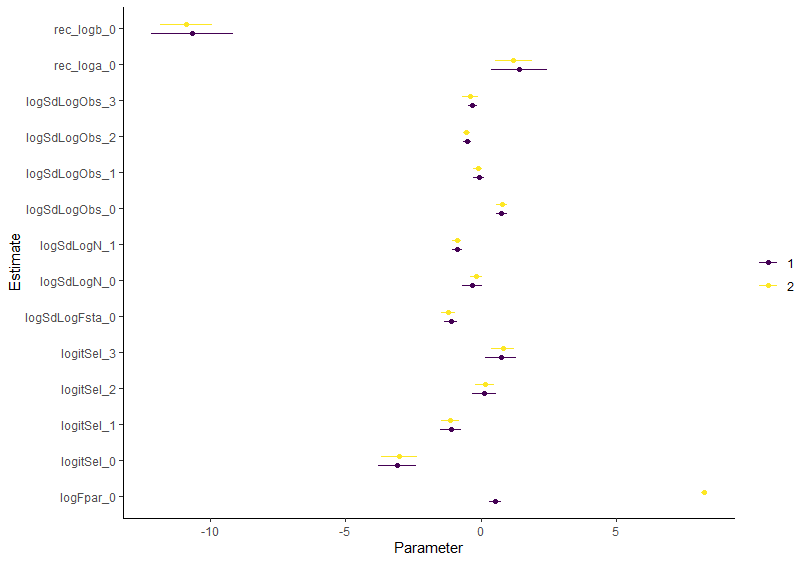 rec_logb_0
rec_loga_0
logSdLogObs_3
logSdLogObs_2
logSdLogObs_1
logSdLogObs_0
logSdLogN_1
logSdLogN_0
logSdLogFsta_0
logitSel_3
logitSel_2
logitSel_1
logitSel_0
logFpar_0
Estimate
-10
-5
0
5
Parameter
1
2